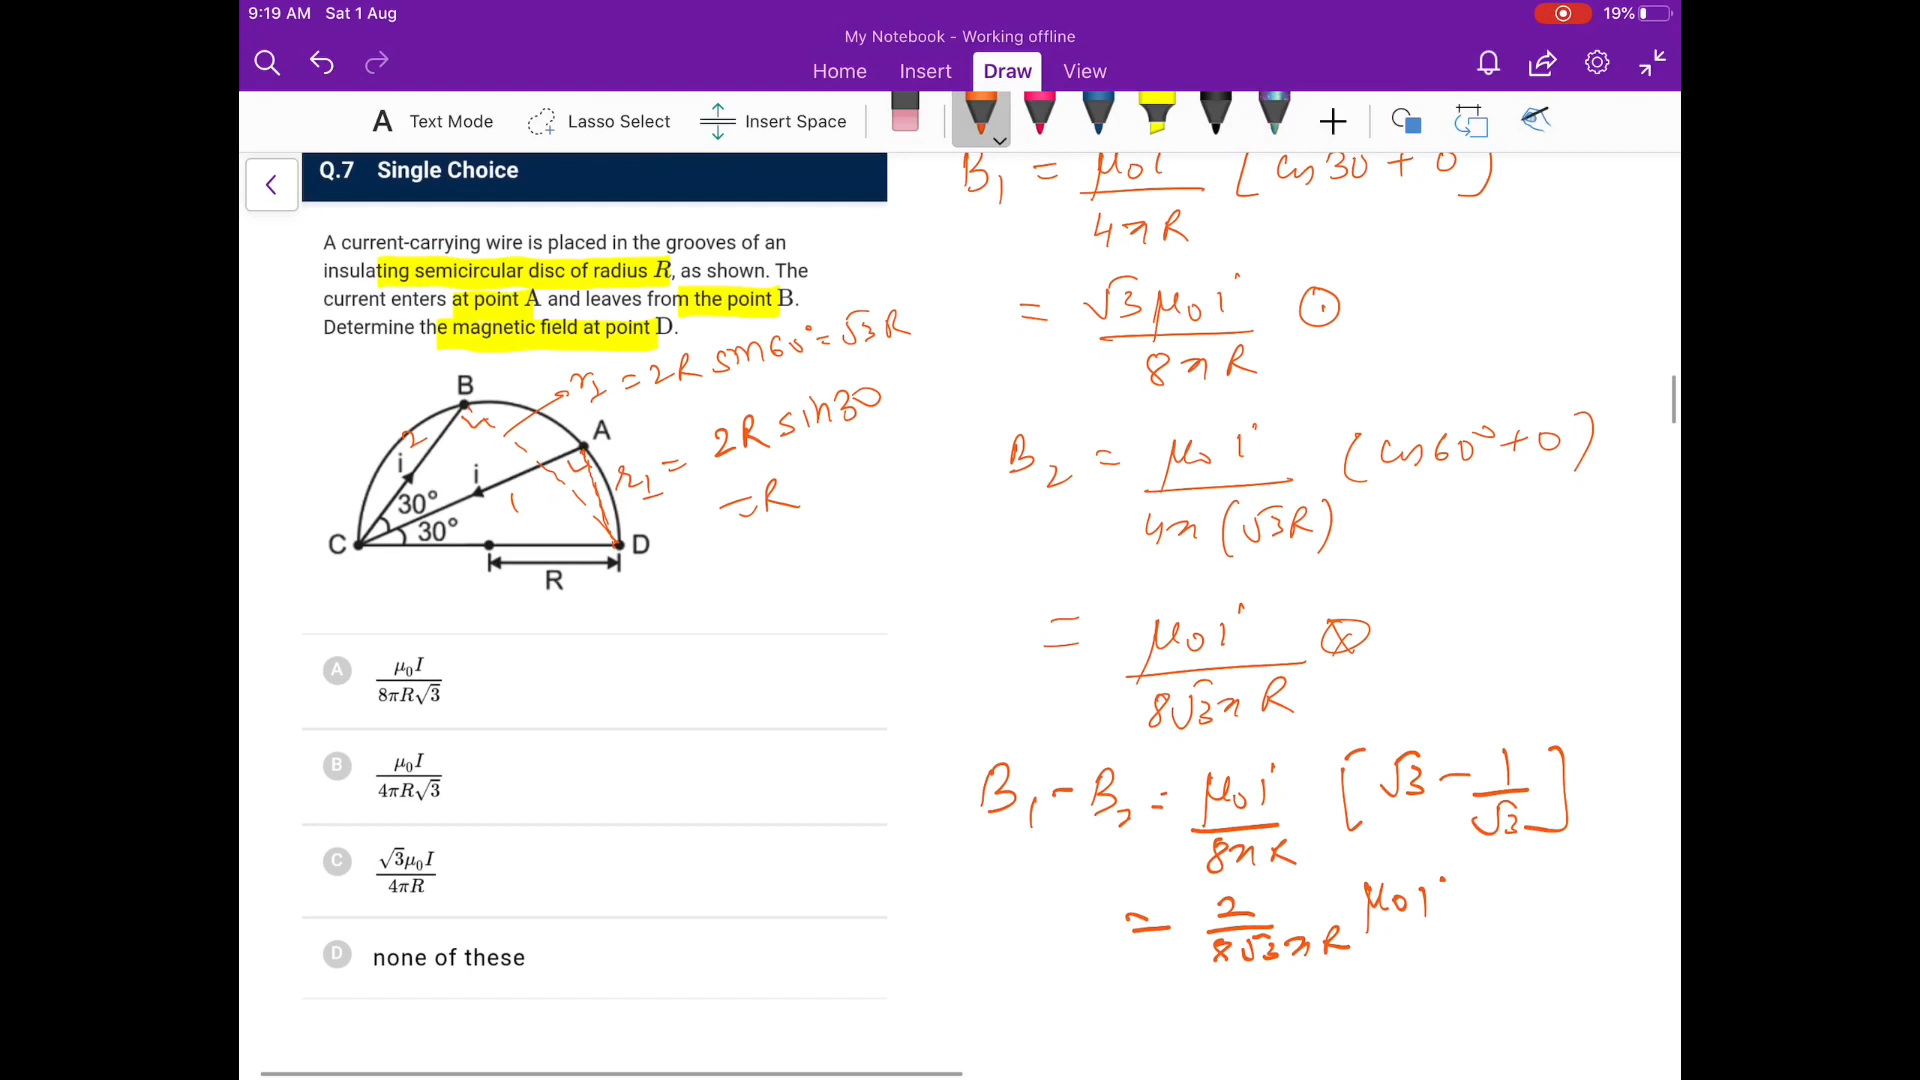 9:19 AM Sat 1 Aug
19%
My Notebook - Working offline
Home Insert Draw View
A Text Mode Lasso Select Insert Space
Q.7 Single Choice
A current-carrying wire is placed in the grooves of an
insulating semicircular disc of radius R, as shown. The
current enters at point A and leaves from the point B.
Determine the magnetic field at point D.
r₂ = 2R sin60° = √3R
r₁ = 2R sin30
= R
B
A
2
i
i
1
30°
30°
C
D
R
A μ₀I / 8πR√3
B μ₀I / 4πR√3
C √3μ₀I / 4πR
D none of these
B₁ = μ₀i / 4πR [cos30 + 0]
= √3μ₀i / 8πR ⊙
B₂ = μ₀i / 4π(√3R) (cos60° + 0)
= μ₀i / 8√3πR ⊗
B₁ - B₂ = μ₀i / 8πR [√3 - 1/√3]
= 2 / 8√3πR μ₀i